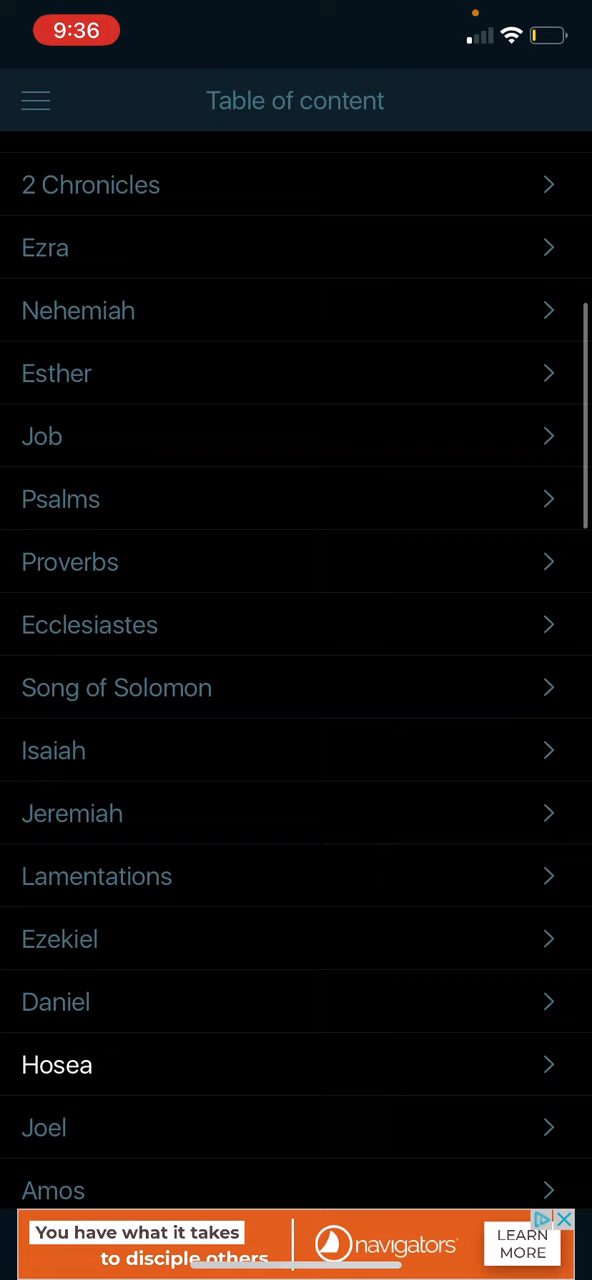 9:36
Table of content
2 Chronicles
Ezra
Nehemiah
Esther
Job
Psalms
Proverbs
Ecclesiastes
Song of Solomon
Isaiah
Jeremiah
Lamentations
Ezekiel
Daniel
Hosea
Joel
Amos
You have what it takes
to disciple others
navigators
LEARN
MORE